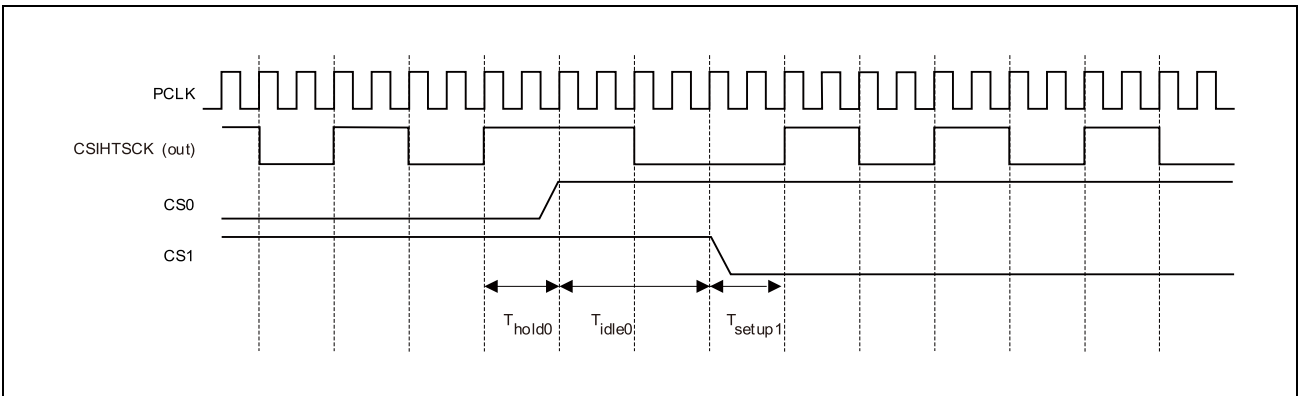 PCLK
CSIHTSCK (out)
CS0
CS1
Thold0 Tidle0 Tsetup1